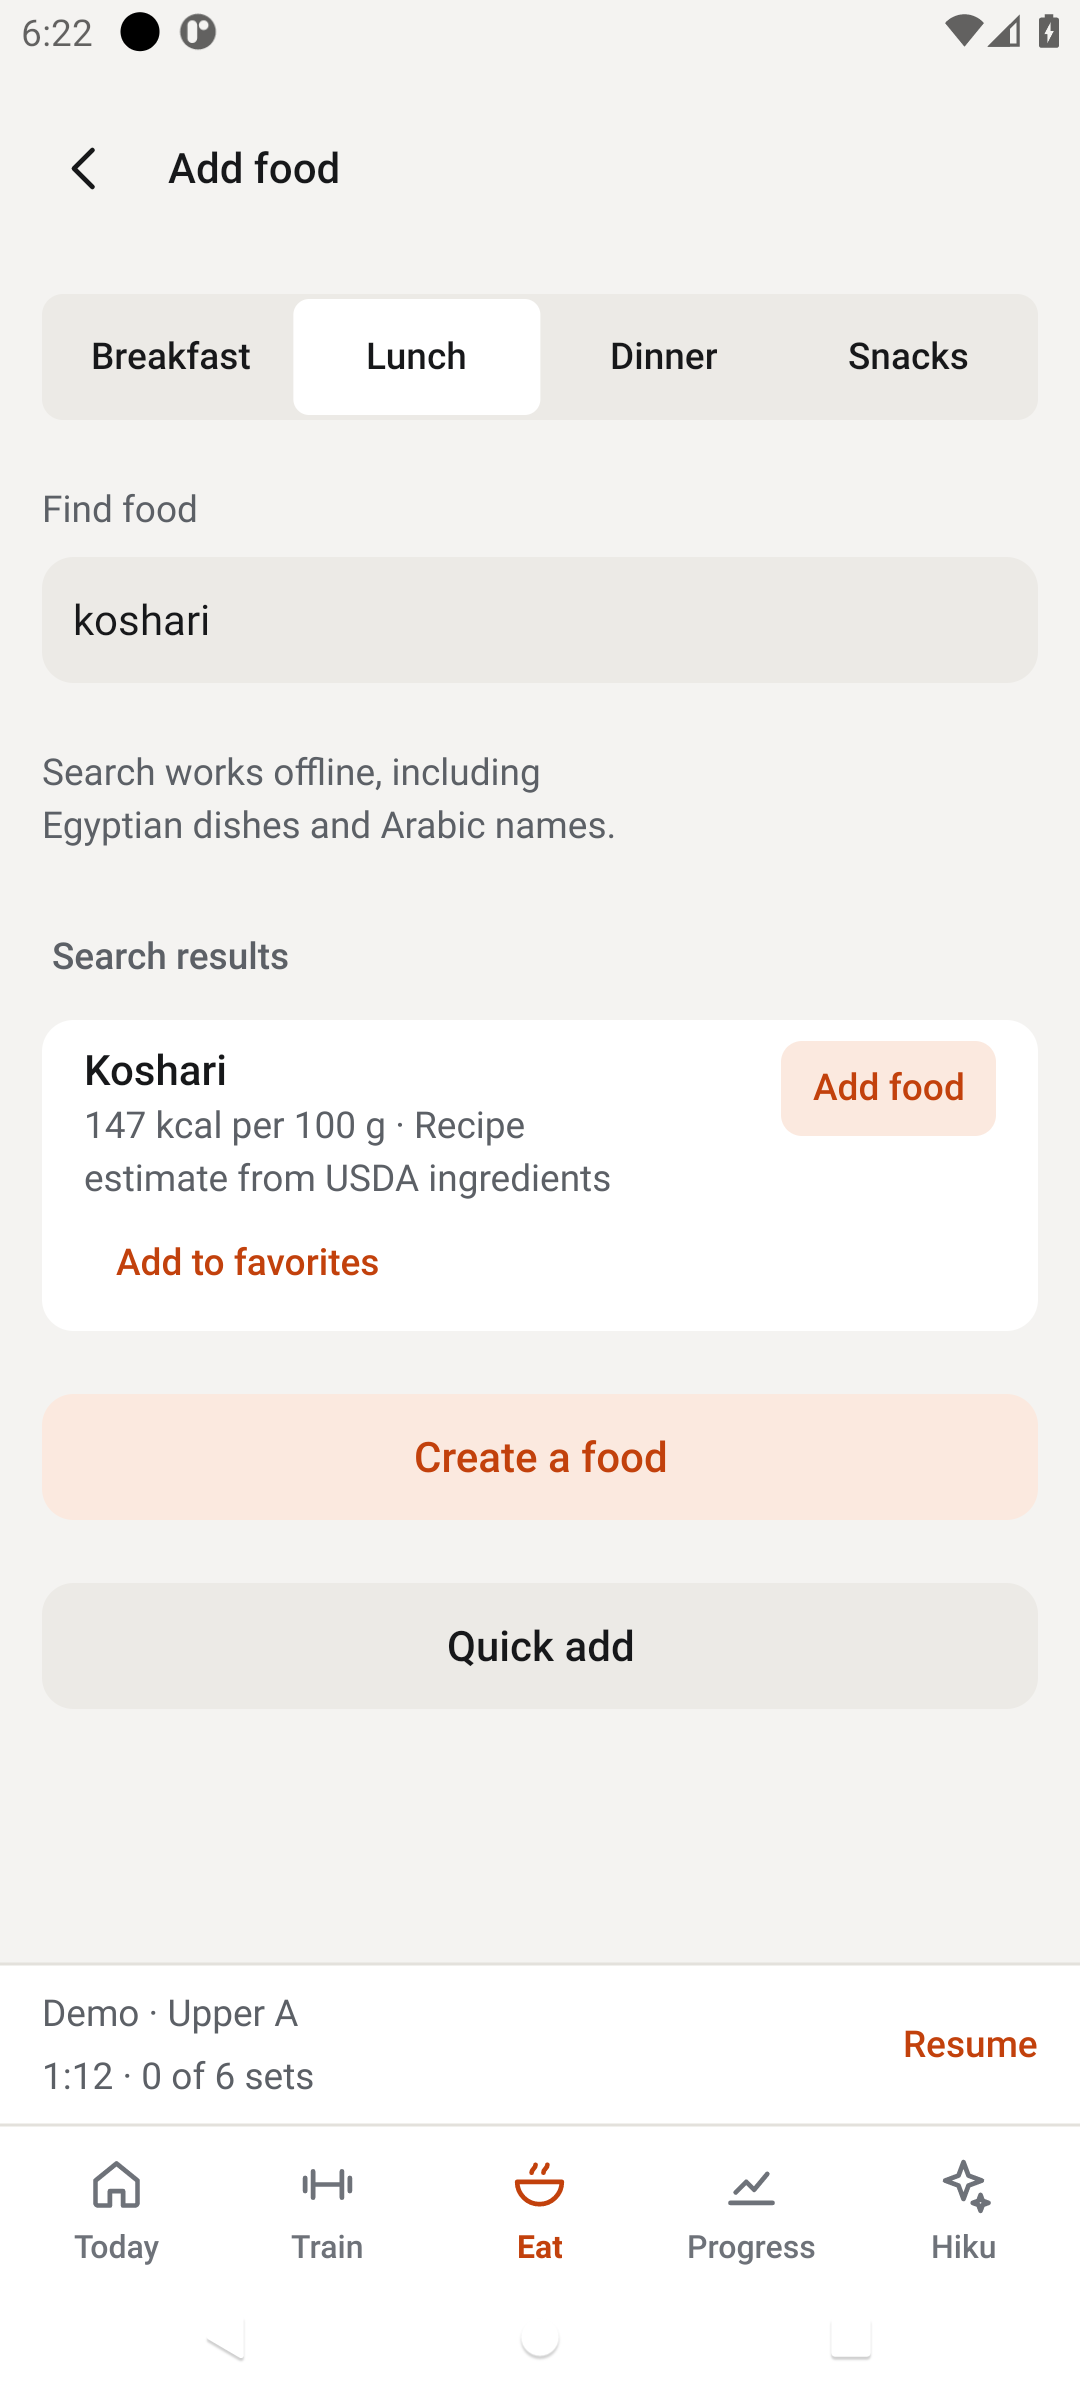 6:22
Add food
Breakfast Lunch Dinner Snacks
Find food
koshari
Search works offline, including
Egyptian dishes and Arabic names.
Search results
Koshari
Add food
147 kcal per 100 g · Recipe
estimate from USDA ingredients
Add to favorites
Create a food
Quick add
Demo · Upper A
Resume
1:12 · 0 of 6 sets
Today Train Eat Progress Hiku